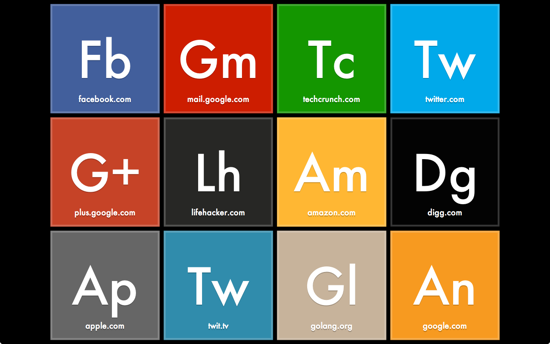 Fb Gm Tc Tw
facebook.com mail.google.com techcrunch.com twitter.com
G+ Lh Am Dg
plus.google.com lifehacker.com amazon.com digg.com
Ap Tw Gl An
apple.com twit.tv golang.org google.com